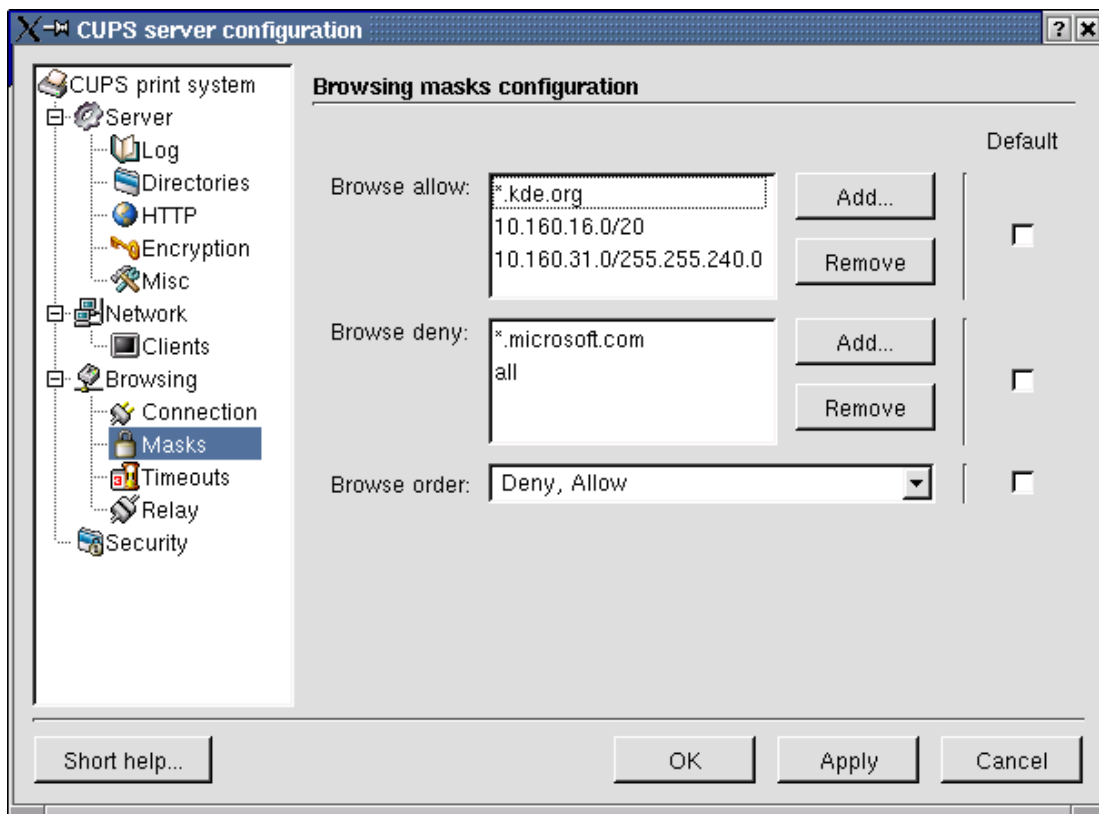 CUPS server configuration
CUPS print system
Server
Log
Directories
HTTP
Encryption
Misc
Network
Clients
Browsing
Connection
Masks
Timeouts
Relay
Security
Browsing masks configuration
Default
Browse allow:
*.kde.org
10.160.16.0/20
10.160.31.0/255.255.240.0
Add...
Remove
Browse deny:
*.microsoft.com
all
Add...
Remove
Browse order:
Deny, Allow
Short help...
OK
Apply
Cancel